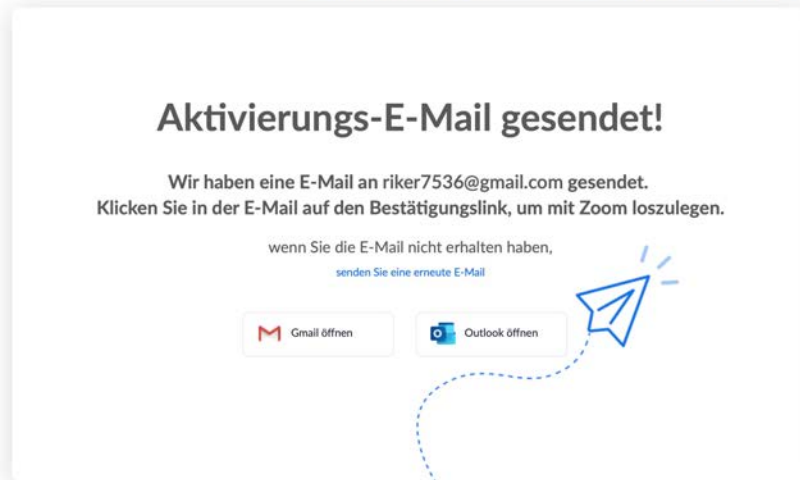 Aktivierungs-E-Mail gesendet!
Wir haben eine E-Mail an riker7536@gmail.com gesendet.
Klicken Sie in der E-Mail auf den Bestätigungslink, um mit Zoom loszulegen.
wenn Sie die E-Mail nicht erhalten haben,
senden Sie eine erneute E-Mail
Gmail öffnen
Outlook öffnen